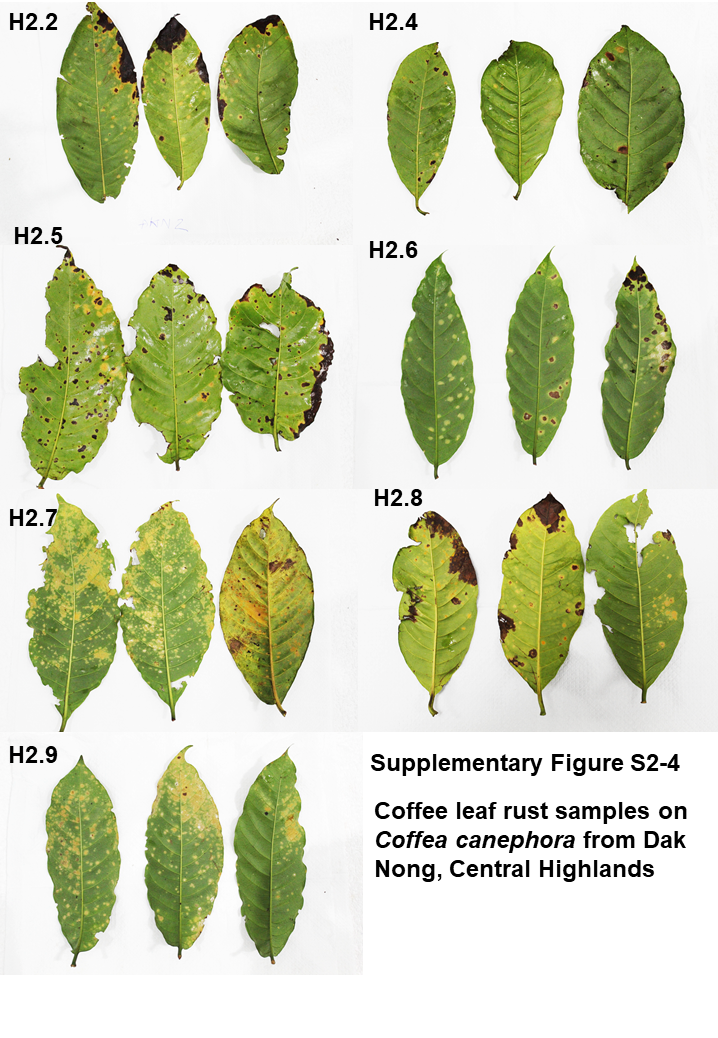 H2.2
H2.4
H2.5
H2.6
H2.7
H2.8
H2.9
Supplementary Figure S2-4
Coffee leaf rust samples on
Coffea canephora from Dak
Nong, Central Highlands